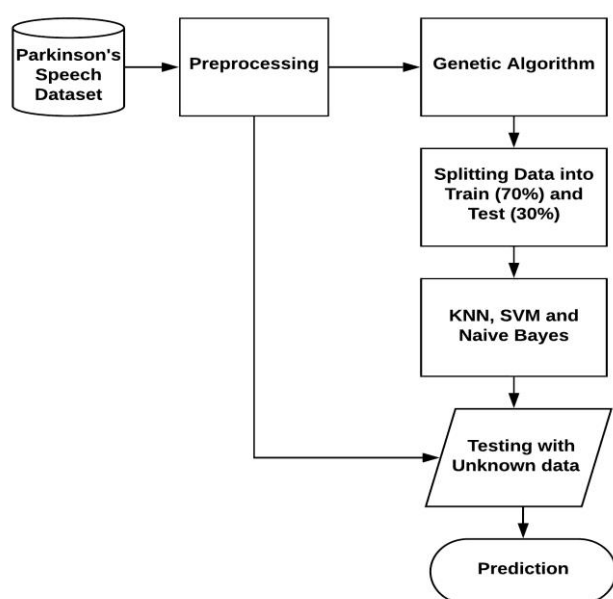 Parkinson's
Speech
Dataset
Preprocessing
Genetic Algorithm
Splitting Data into
Train (70%) and
Test (30%)
KNN, SVM and
Naive Bayes
Testing with
Unknown data
Prediction